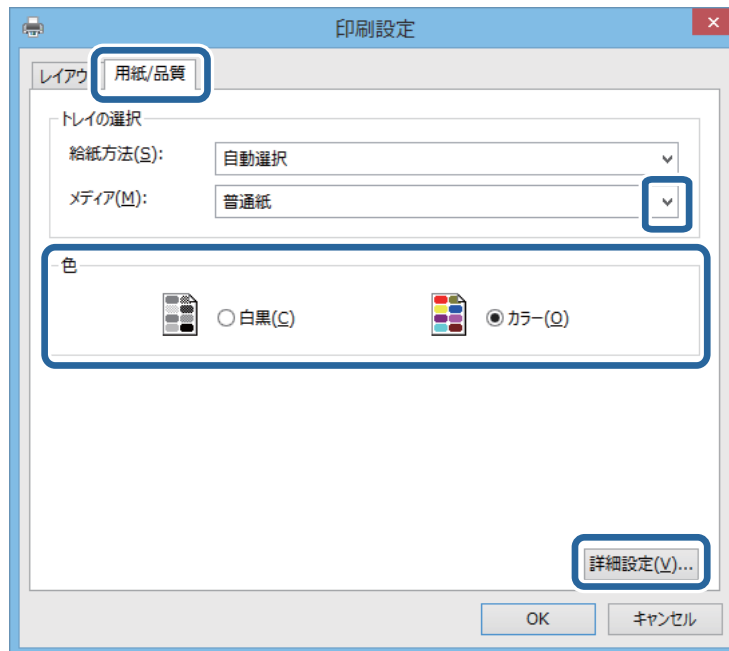 印刷設定
レイアウ
用紙/品質
トレイの選択
給紙方法(S):
自動選択
メディア(M):
普通紙
色
白黒(C)
カラー(O)
詳細設定(V)...
OK
キャンセル